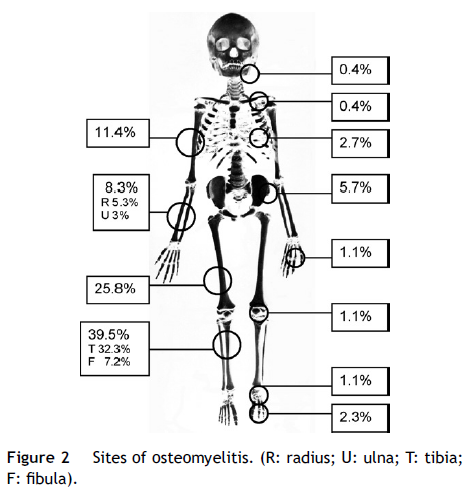 0.4%
0.4%
11.4%
2.7%
8.3%
R 5.3%
U 3%
5.7%
1.1%
25.8%
1.1%
39.5%
T 32.3%
F 7.2%
1.1%
2.3%
Figure 2 Sites of osteomyelitis. (R: radius; U: ulna; T: tibia;
F: fibula).